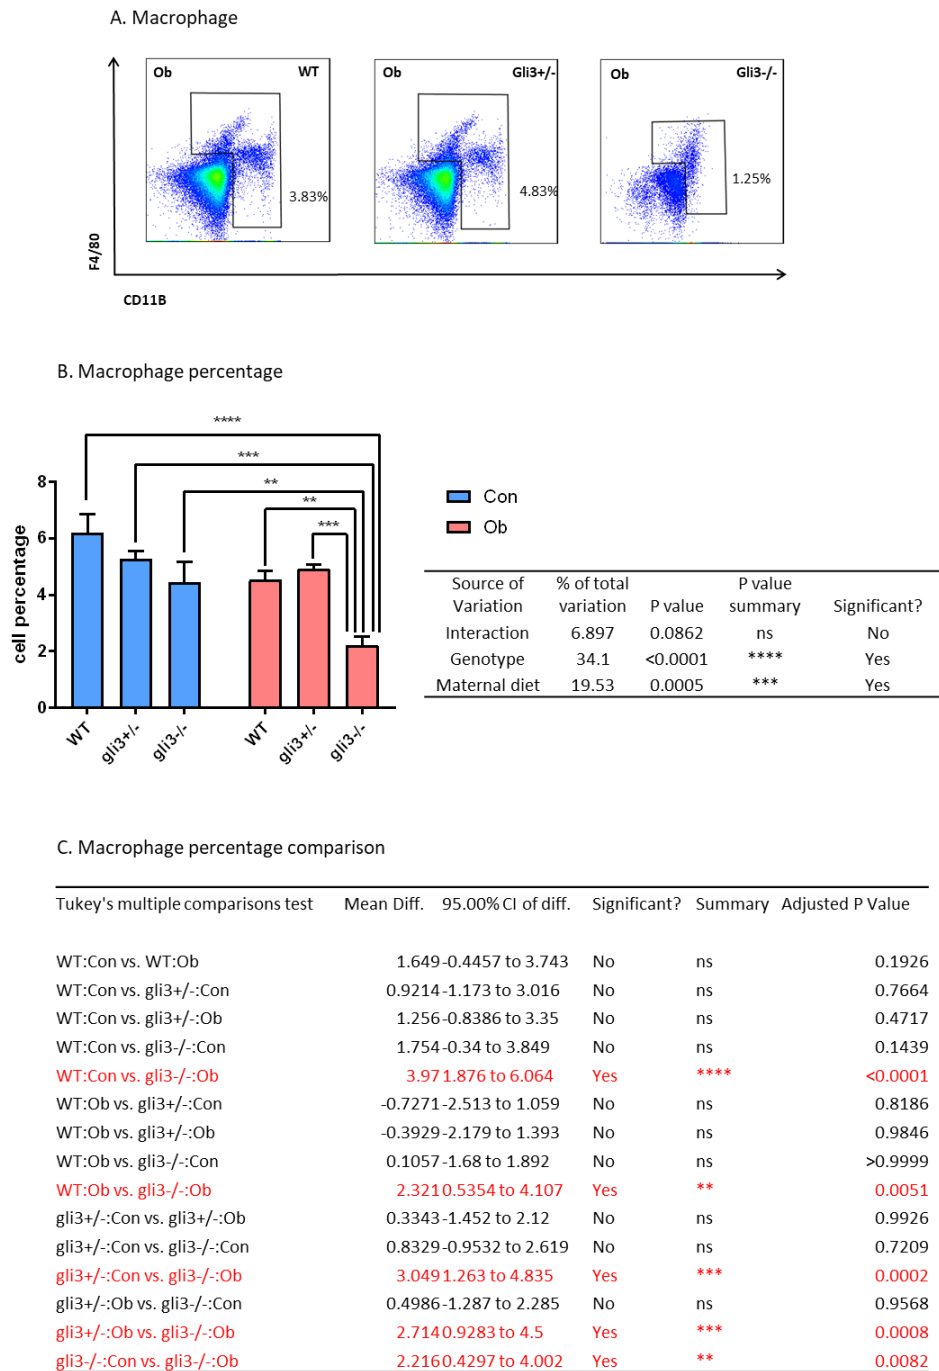 A. Macrophage
Ob WT
Ob Gli3+/-
Ob Gli3-/-
3.83%
4.83%
1.25%
F4/80
CD11B
B. Macrophage percentage
****
***
**
**
***
8
6
4
2
0
cell percentage
WT
gli3+/-
gli3-/-
WT
gli3+/-
gli3-/-
Con
Ob
Source of % of total P value
Variation variation P value summary Significant?
Interaction 6.897 0.0862 ns No
Genotype 34.1 <0.0001 **** Yes
Maternal diet 19.53 0.0005 *** Yes
C. Macrophage percentage comparison
Tukey's multiple comparisons test Mean Diff. 95.00% CI of diff. Significant? Summary Adjusted P Value
WT:Con vs. WT:Ob 1.649 -0.4457 to 3.743 No ns 0.1926
WT:Con vs. gli3+/-:Con 0.9214 -1.173 to 3.016 No ns 0.7664
WT:Con vs. gli3+/-:Ob 1.256 -0.8386 to 3.35 No ns 0.4717
WT:Con vs. gli3-/-:Con 1.754 -0.34 to 3.849 No ns 0.1439
WT:Con vs. gli3-/-:Ob 3.97 1.876 to 6.064 Yes **** <0.0001
WT:Ob vs. gli3+/-:Con -0.7271 -2.513 to 1.059 No ns 0.8186
WT:Ob vs. gli3+/-:Ob -0.3929 -2.179 to 1.393 No ns 0.9846
WT:Ob vs. gli3-/-:Con 0.1057 -1.68 to 1.892 No ns >0.9999
WT:Ob vs. gli3-/-:Ob 2.321 0.5354 to 4.107 Yes ** 0.0051
gli3+/-:Con vs. gli3+/-:Ob 0.3343 -1.452 to 2.12 No ns 0.9926
gli3+/-:Con vs. gli3-/-:Con 0.8329 -0.9532 to 2.619 No ns 0.7209
gli3+/-:Con vs. gli3-/-:Ob 3.049 1.263 to 4.835 Yes *** 0.0002
gli3+/-:Ob vs. gli3-/-:Con 0.4986 -1.287 to 2.285 No ns 0.9568
gli3+/-:Ob vs. gli3-/-:Ob 2.714 0.9283 to 4.5 Yes *** 0.0008
gli3-/-:Con vs. gli3-/-:Ob 2.216 0.4297 to 4.002 Yes ** 0.0082